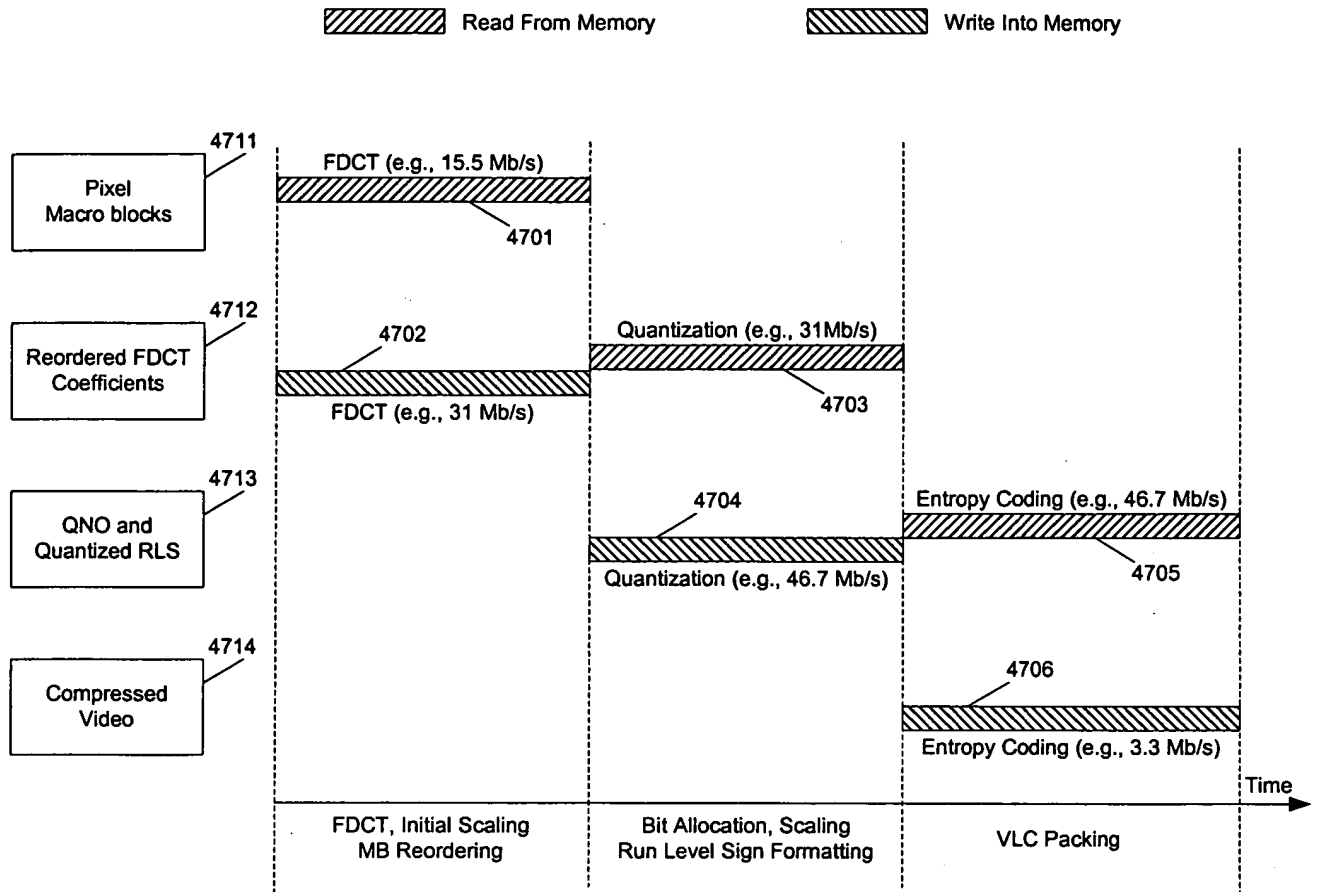 Read From Memory
Write Into Memory
4711
Pixel
Macro blocks
FDCT (e.g., 15.5 Mb/s)
4701
4712
Reordered FDCT
Coefficients
4702
FDCT (e.g., 31 Mb/s)
Quantization (e.g., 31Mb/s)
4703
4713
QNO and
Quantized RLS
4704
Quantization (e.g., 46.7 Mb/s)
Entropy Coding (e.g., 46.7 Mb/s)
4705
4714
Compressed
Video
4706
Entropy Coding (e.g., 3.3 Mb/s)
Time
FDCT, Initial Scaling
MB Reordering
Bit Allocation, Scaling
Run Level Sign Formatting
VLC Packing